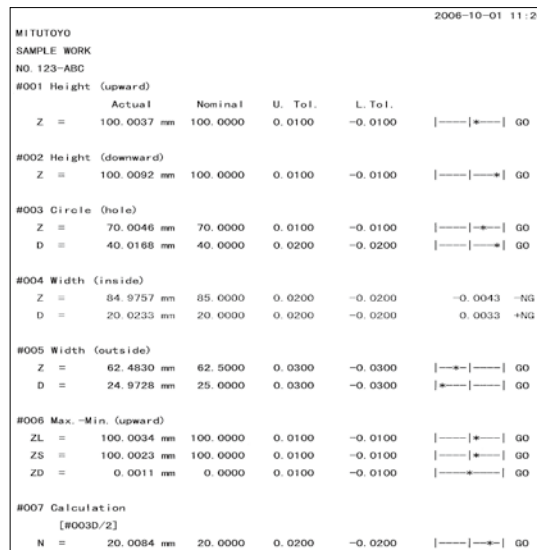 2006-10-01 11:2
MITUTOYO
SAMPLE WORK
NO. 123-ABC
#001 Height (upward)
Actual Nominal U. Tol. L. Tol.
Z = 100.0037 mm 100.0000 0.0100 -0.0100 |----|*---| GO
#002 Height (downward)
Z = 100.0092 mm 100.0000 0.0100 -0.0100 |----|---*| GO
#003 Circle (hole)
Z = 70.0046 mm 70.0000 0.0100 -0.0100 |----|-*--| GO
D = 40.0168 mm 40.0000 0.0200 -0.0200 |----|---*| GO
#004 Width (inside)
Z = 84.9757 mm 85.0000 0.0200 -0.0200 -0.0043 -NG
D = 20.0233 mm 20.0000 0.0200 -0.0200 0.0033 +NG
#005 Width (outside)
Z = 62.4830 mm 62.5000 0.0300 -0.0300 |--*-|----| GO
D = 24.9728 mm 25.0000 0.0300 -0.0300 |*---|----| GO
#006 Max.-Min. (upward)
ZL = 100.0034 mm 100.0000 0.0100 -0.0100 |----|*---| GO
ZS = 100.0023 mm 100.0000 0.0100 -0.0100 |----|*---| GO
ZD = 0.0011 mm 0.0000 0.0100 -0.0100 |----*----| GO
#007 Calculation
[#003D/2]
N = 20.0084 mm 20.0000 0.0200 -0.0200 |----|-*--| GO